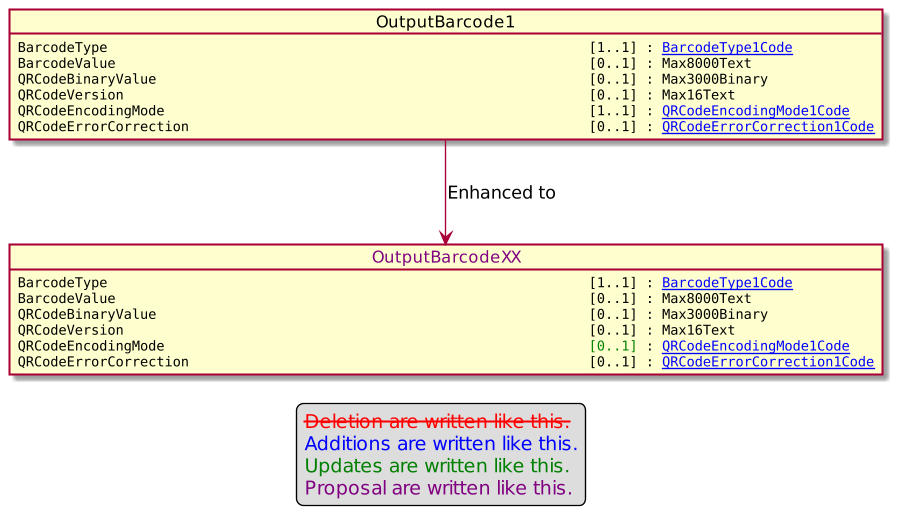 OutputBarcode1
BarcodeType [1..1] : BarcodeType1Code
BarcodeValue [0..1] : Max8000Text
QRCodeBinaryValue [0..1] : Max3000Binary
QRCodeVersion [0..1] : Max16Text
QRCodeEncodingMode [1..1] : QRCodeEncodingMode1Code
QRCodeErrorCorrection [0..1] : QRCodeErrorCorrection1Code
Enhanced to
OutputBarcodeXX
BarcodeType [1..1] : BarcodeType1Code
BarcodeValue [0..1] : Max8000Text
QRCodeBinaryValue [0..1] : Max3000Binary
QRCodeVersion [0..1] : Max16Text
QRCodeEncodingMode [0..1] : QRCodeEncodingMode1Code
QRCodeErrorCorrection [0..1] : QRCodeErrorCorrection1Code
Deletion are written like this.
Additions are written like this.
Updates are written like this.
Proposal are written like this.